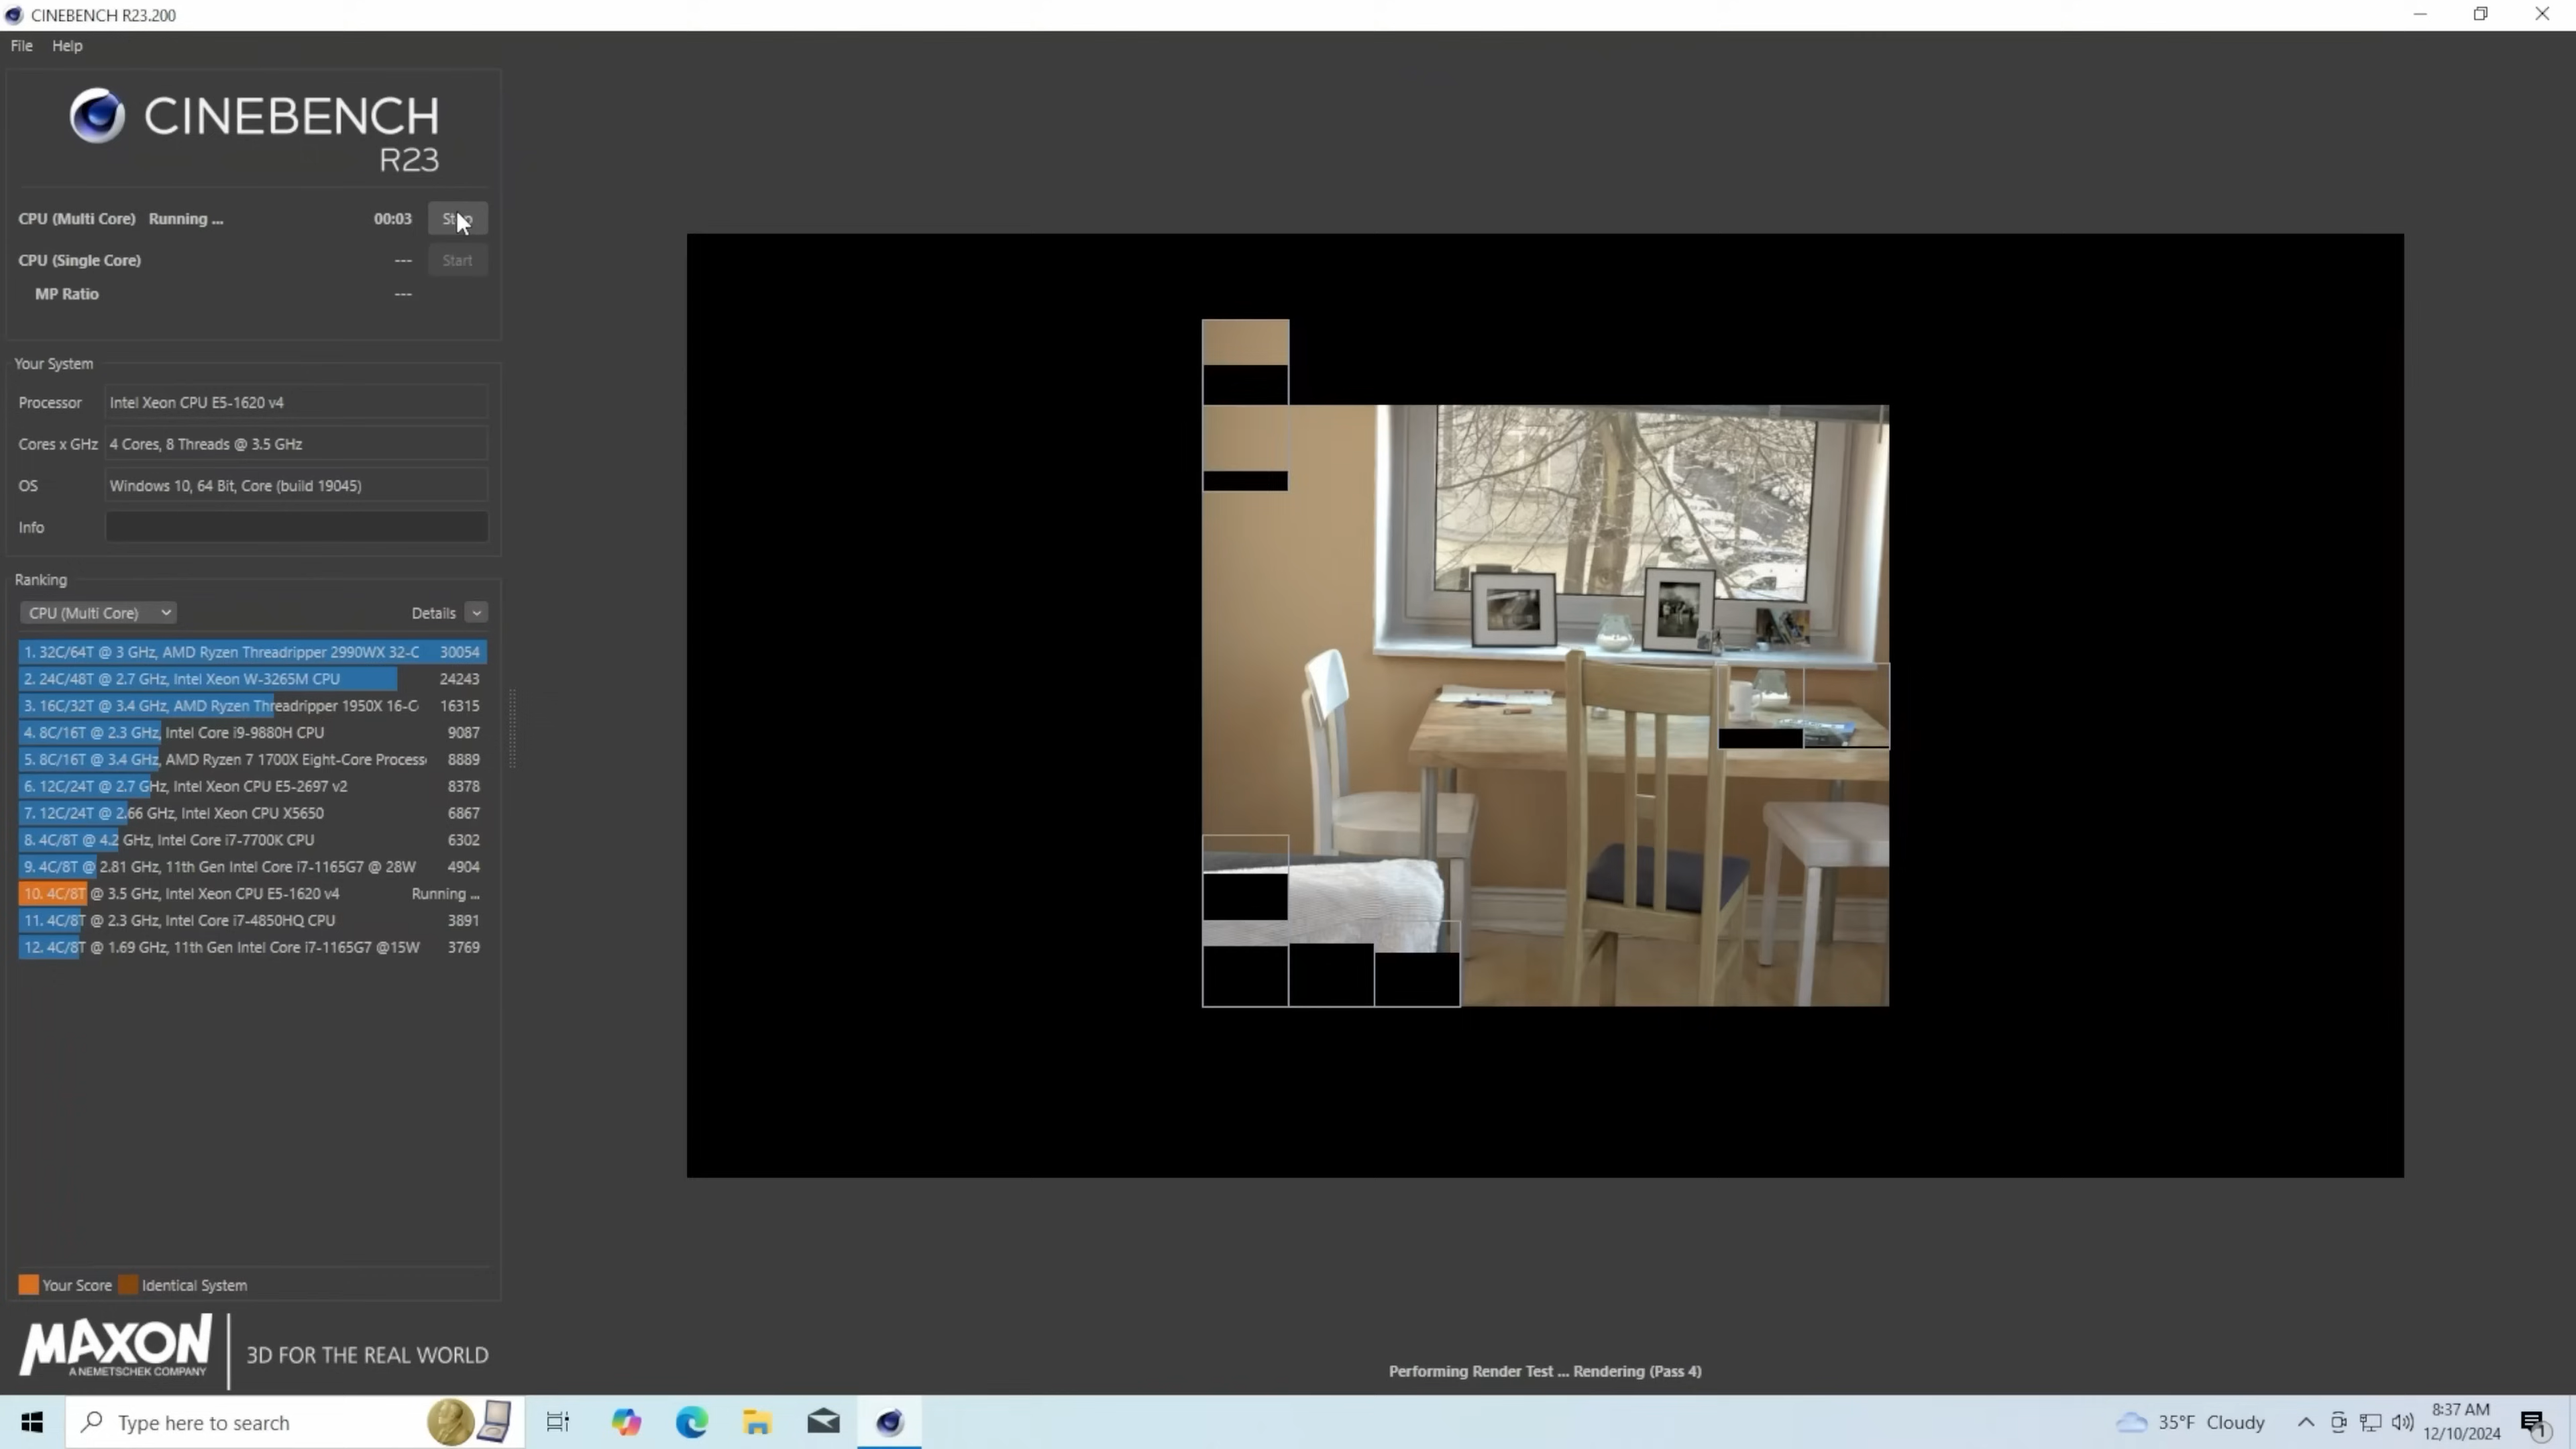 CINEBENCH R23.200
File Help
CINEBENCH
R23
CPU (Multi Core) Running ... 00:03
CPU (Single Core) --- Start
MP Ratio ---
Your System
Processor Intel Xeon CPU E5-1620 v4
Cores x GHz 4 Cores, 8 Threads @ 3.5 GHz
OS Windows 10, 64 Bit, Core (build 19045)
Info
Ranking
CPU (Multi Core) Details
1. 32C/64T @ 3 GHz, AMD Ryzen Threadripper 2990WX 32-C 30054
2. 24C/48T @ 2.7 GHz, Intel Xeon W-3265M CPU 24243
3. 16C/32T @ 3.4 GHz, AMD Ryzen Threadripper 1950X 16-C 16315
4. 8C/16T @ 2.3 GHz, Intel Core i9-9880H CPU 9087
5. 8C/16T @ 3.4 GHz, AMD Ryzen 7 1700X Eight-Core Process 8889
6. 12C/24T @ 2.7 GHz, Intel Xeon CPU E5-2697 v2 8378
7. 12C/24T @ 2.66 GHz, Intel Xeon CPU X5650 6867
8. 4C/8T @ 4.2 GHz, Intel Core i7-7700K CPU 6302
9. 4C/8T @ 2.81 GHz, 11th Gen Intel Core i7-1165G7 @ 28W 4904
10. 4C/8T @ 3.5 GHz, Intel Xeon CPU E5-1620 v4 Running ...
11. 4C/8T @ 2.3 GHz, Intel Core i7-4850HQ CPU 3891
12. 4C/8T @ 1.69 GHz, 11th Gen Intel Core i7-1165G7 @15W 3769
Your Score Identical System
MAXON
A NEMETSCHEK COMPANY
3D FOR THE REAL WORLD
Performing Render Test ... Rendering (Pass 4)
Type here to search
35°F Cloudy
8:37 AM
12/10/2024
1